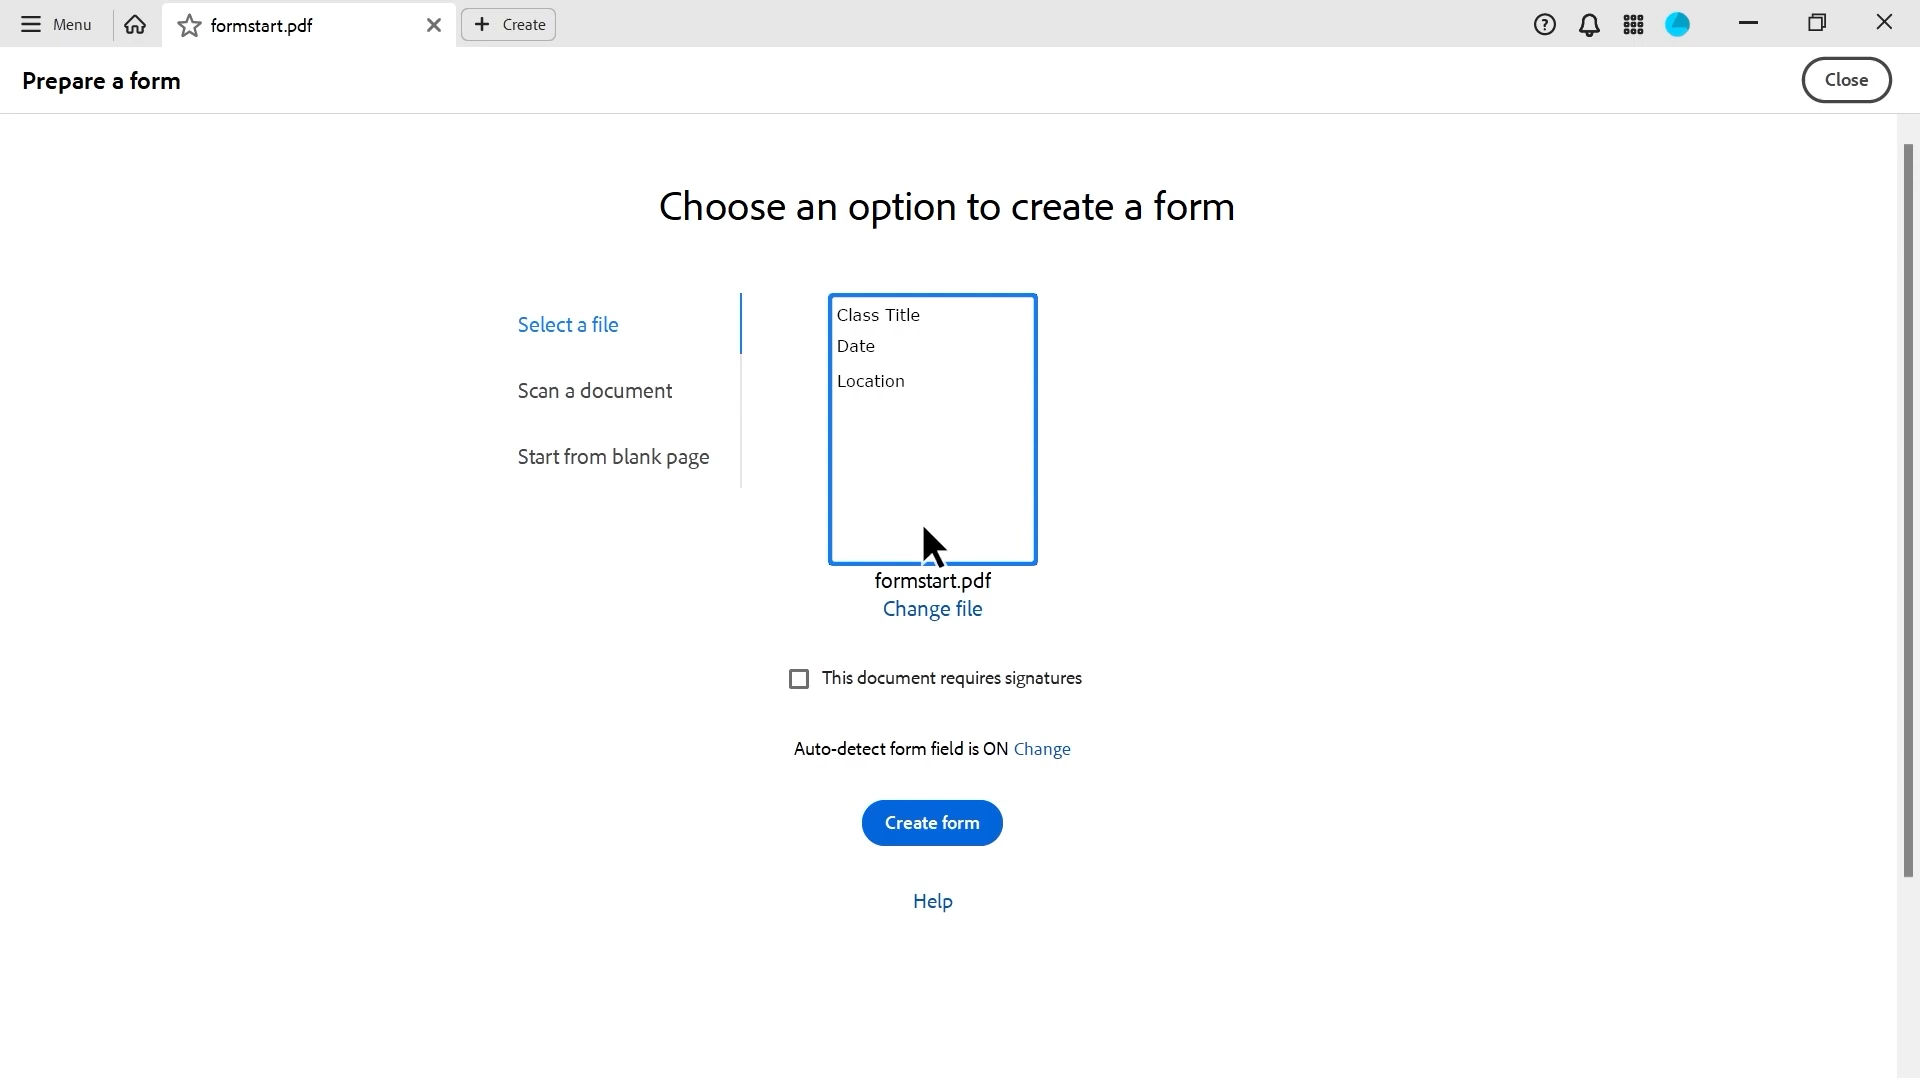 Menu
formstart.pdf
Create
Prepare a form
Close
Choose an option to create a form
Select a file
Scan a document
Start from blank page
Class Title
Date
Location
formstart.pdf
Change file
This document requires signatures
Auto-detect form field is ON Change
Create form
Help